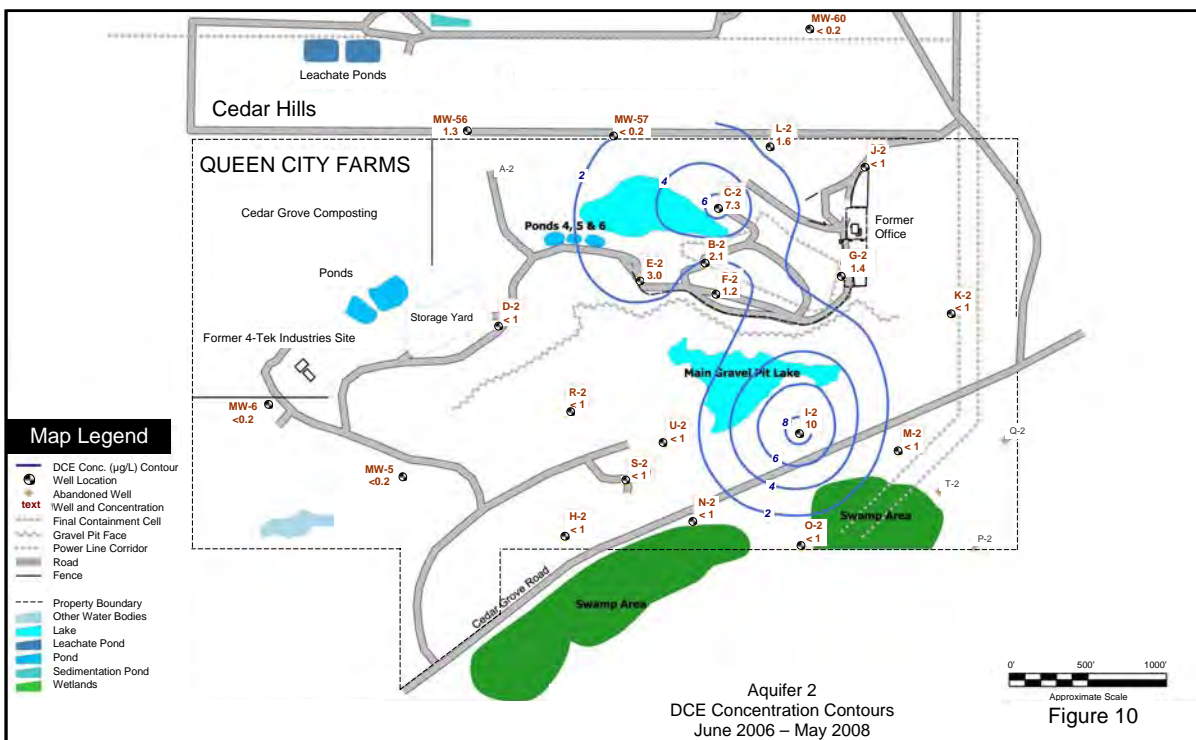 MW-60
< 0.2
Leachate Ponds
Cedar Hills
MW-56
1.3
MW-57
< 0.2
L-2
1.6
J-2
< 1
QUEEN CITY FARMS
A-2
2
4
6
C-2
7.3
Cedar Grove Composting
Former
Office
Ponds 4, 5 & 6
B-2
2.1
E-2
3.0
F-2
1.2
G-2
1.4
Ponds
K-2
< 1
D-2
< 1
Storage Yard
Former 4-Tek Industries Site
Main Gravel Pit Lake
R-2
< 1
I-2
10
8
MW-6
<0.2
U-2
< 1
M-2
< 1
Q-2
6
S-2
< 1
MW-5
<0.2
4
T-2
2
N-2
< 1
Swamp Area
H-2
< 1
O-2
< 1
P-2
Cedar Grove Road
Swamp Area
Map Legend
DCE Conc. (µg/L) Contour
Well Location
Abandoned Well
text Well and Concentration
Final Containment Cell
Gravel Pit Face
Power Line Corridor
Road
Fence
Property Boundary
Other Water Bodies
Lake
Leachate Pond
Pond
Sedimentation Pond
Wetlands
0' 500' 1000'
Approximate Scale
Aquifer 2
DCE Concentration Contours
June 2006 – May 2008
Figure 10